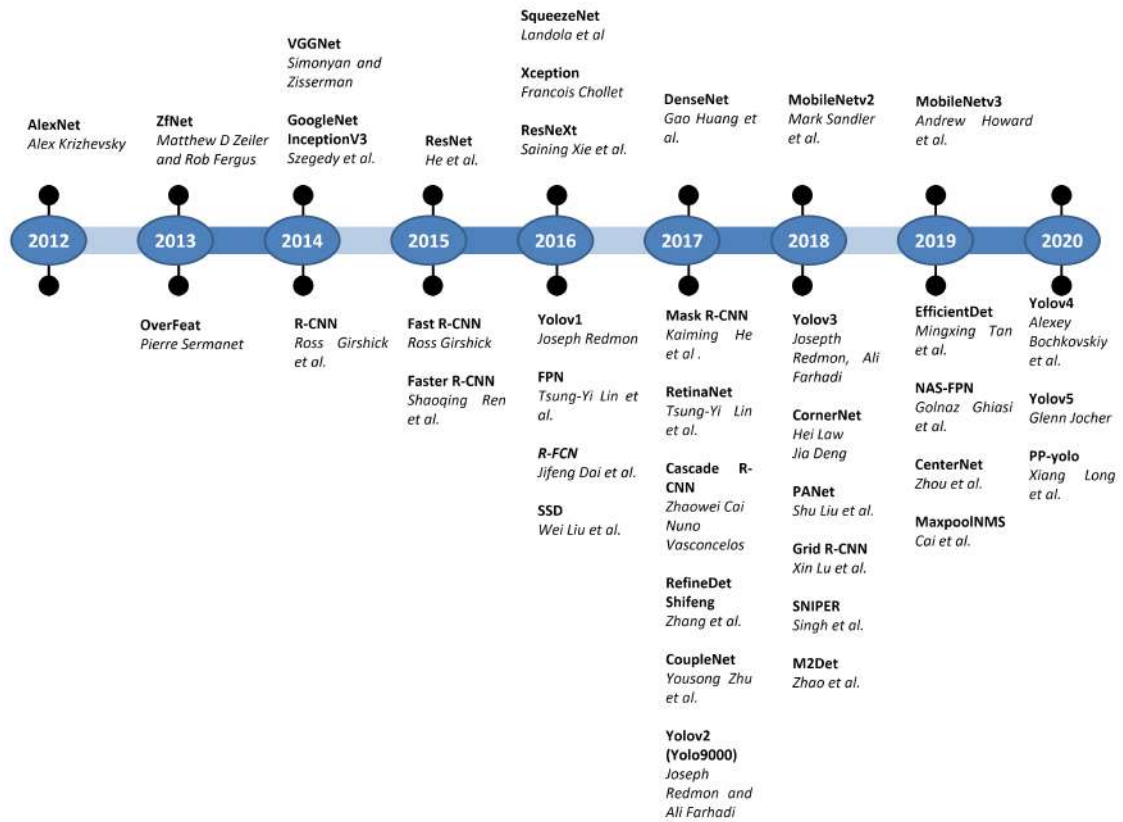 AlexNet
Alex Krizhevsky
ZfNet
Matthew D Zeiler
and Rob Fergus
VGGNet
Simonyan and
Zisserman
GoogleNet
InceptionV3
Szegedy et al.
ResNet
He et al.
SqueezeNet
Landola et al
Xception
Francois Chollet
ResNeXt
Saining Xie et al.
DenseNet
Gao Huang et
al.
MobileNetv2
Mark Sandler
et al.
MobileNetv3
Andrew Howard
et al.
2012
2013
2014
2015
2016
2017
2018
2019
2020
OverFeat
Pierre Sermanet
R-CNN
Ross Girshick
et al.
Fast R-CNN
Ross Girshick
Faster R-CNN
Shaoqing Ren
et al.
Yolov1
Joseph Redmon
FPN
Tsung-Yi Lin et
al.
R-FCN
Jifeng Dai et al.
SSD
Wei Liu et al.
Mask R-CNN
Kaiming He
et al .
RetinaNet
Tsung-Yi Lin
et al.
Cascade R-
CNN
Zhaowei Cai
Nuno
Vasconcelos
RefineDet
Shifeng
Zhang et al.
CoupleNet
Yousong Zhu
et al.
Yolov2
(Yolo9000)
Joseph
Redmon and
Ali Farhadi
Yolov3
Josepth
Redmon, Ali
Farhadi
CornerNet
Hei Law
Jia Deng
PANet
Shu Liu et al.
Grid R-CNN
Xin Lu et al.
SNIPER
Singh et al.
M2Det
Zhao et al.
EfficientDet
Mingxing Tan
et al.
NAS-FPN
Golnaz Ghiasi
et al.
CenterNet
Zhou et al.
MaxpoolNMS
Cai et al.
Yolov4
Alexey
Bochkovskiy
et al.
Yolov5
Glenn Jocher
PP-yolo
Xiang Long
et al.